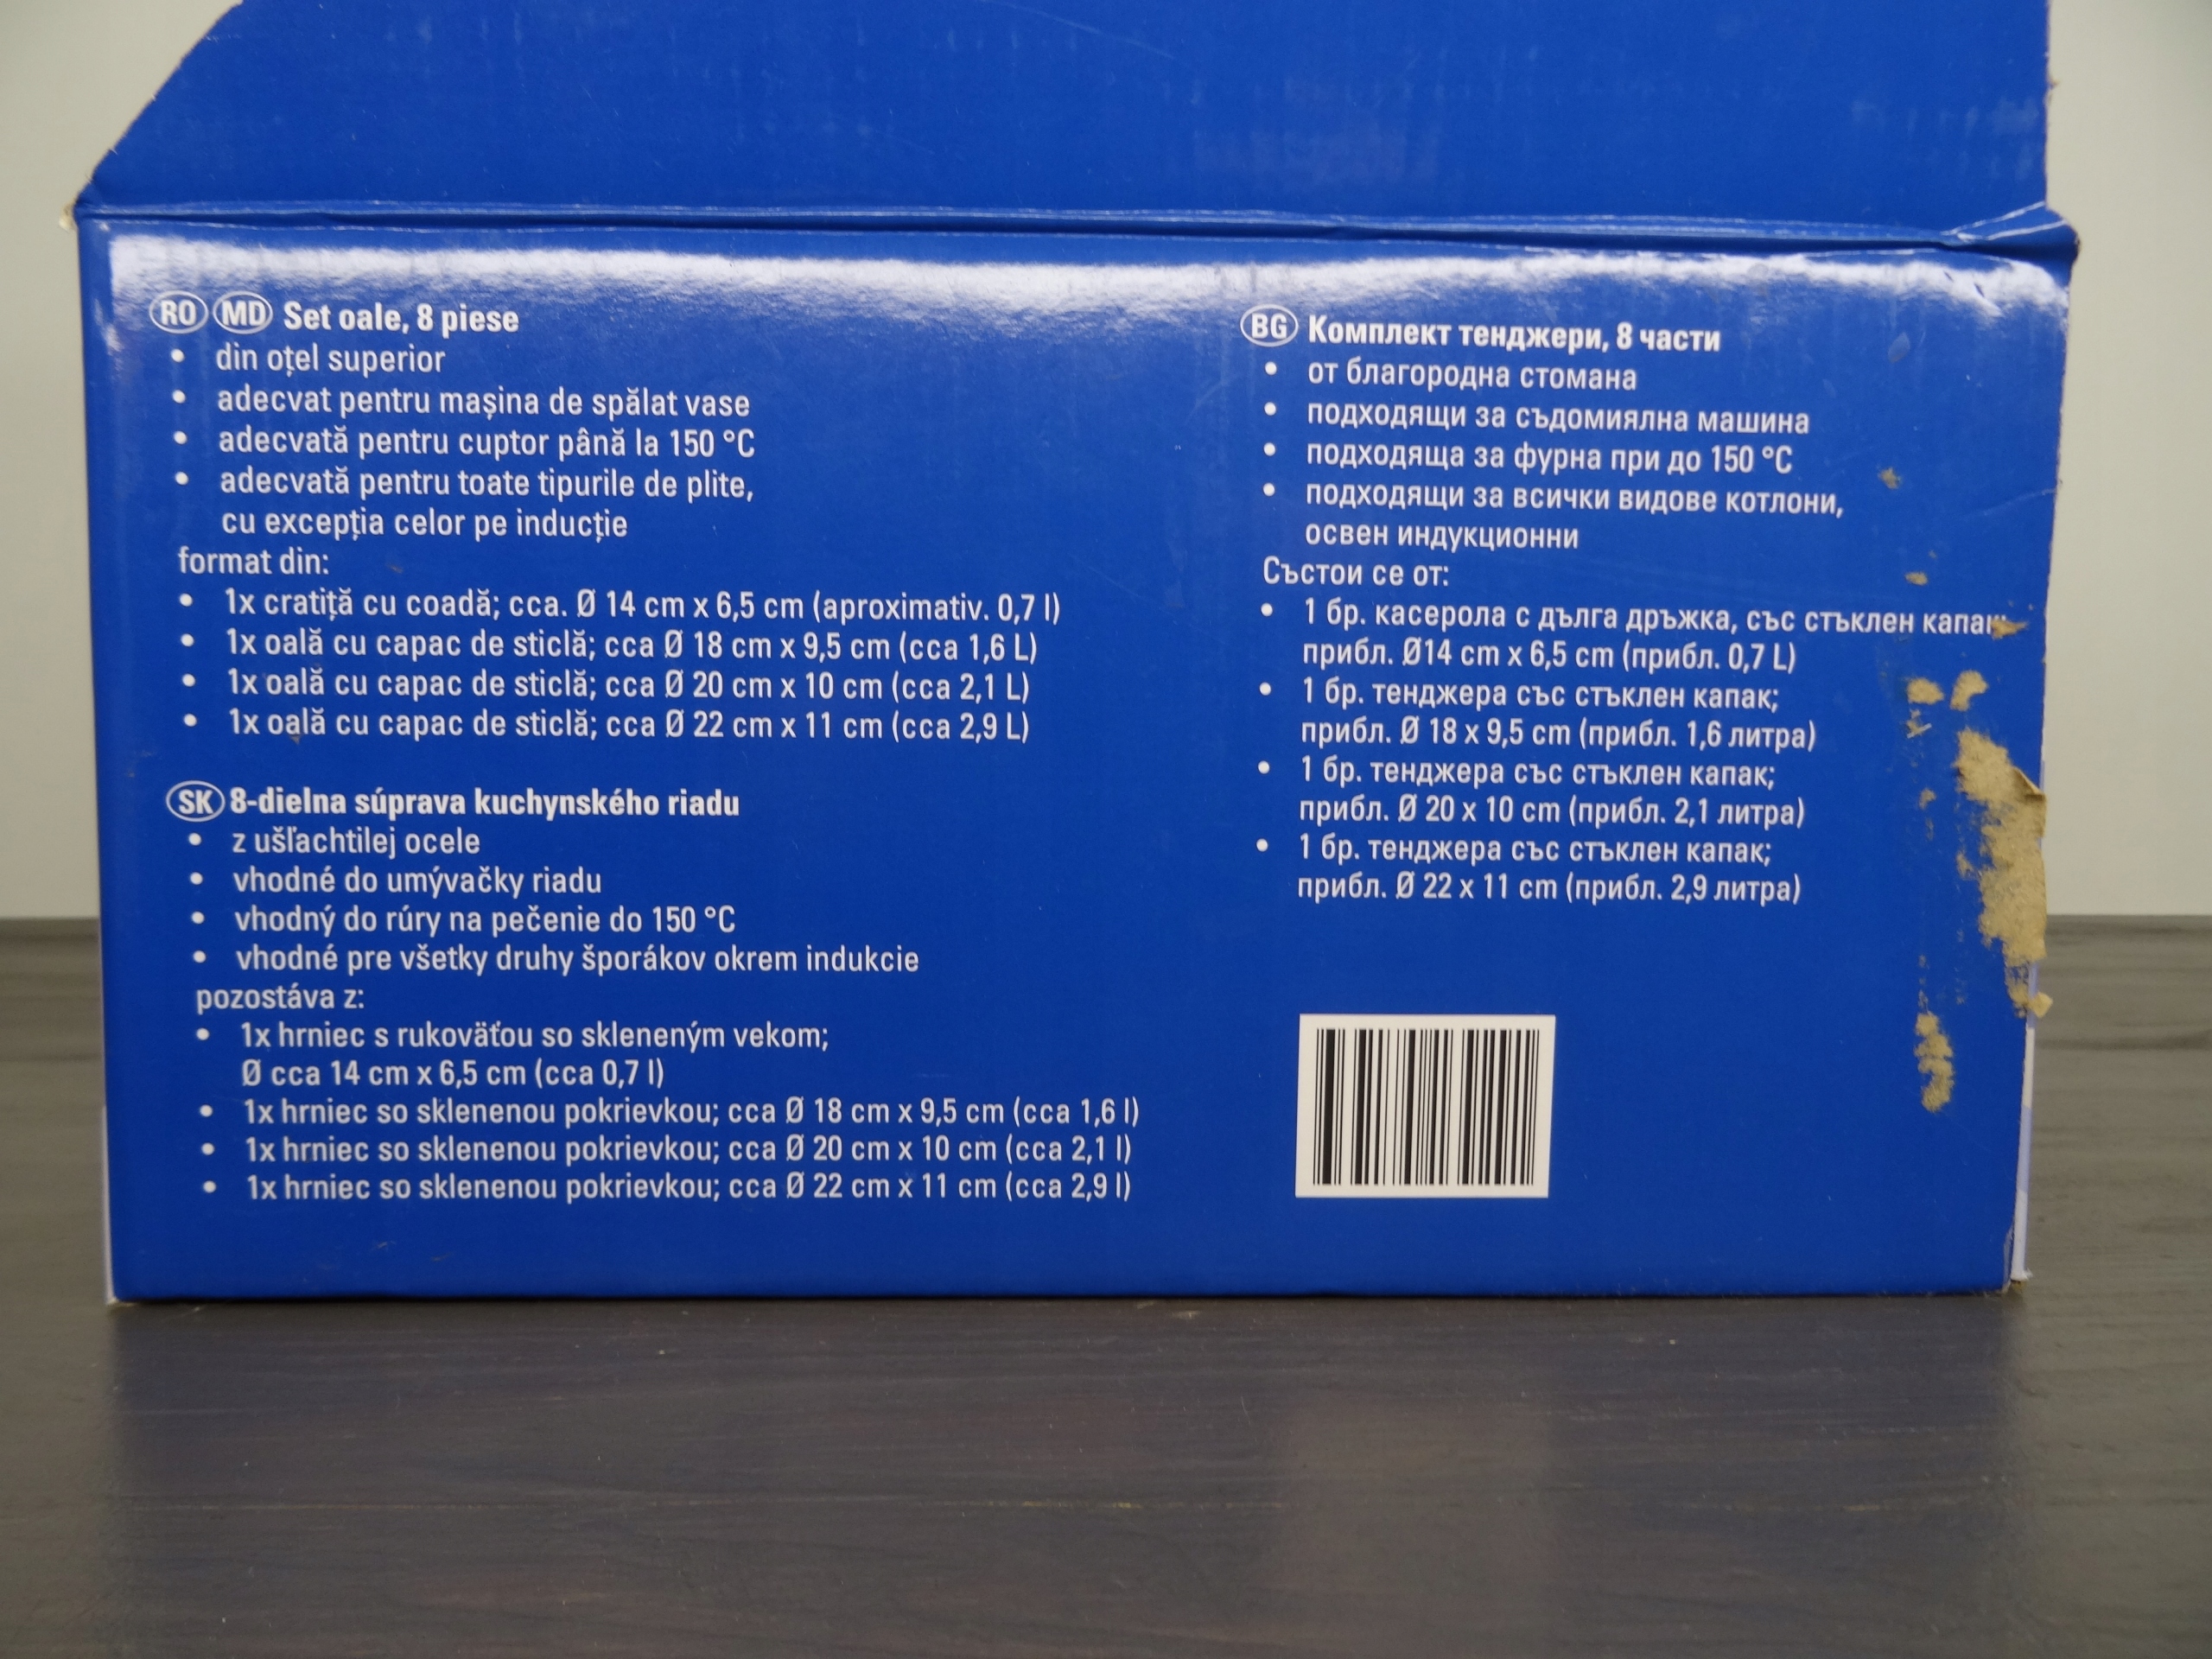 RO MD Set oale, 8 piese
• din oțel superior
• adecvat pentru mașina de spălat vase
• adecvată pentru cuptor până la 150 °C
• adecvată pentru toate tipurile de plite,
cu excepția celor pe inducție
format din:
• 1x cratiță cu coadă; cca. Ø 14 cm x 6,5 cm (aproximativ. 0,7 l)
• 1x oală cu capac de sticlă; cca Ø 18 cm x 9,5 cm (cca 1,6 L)
• 1x oală cu capac de sticlă; cca Ø 20 cm x 10 cm (cca 2,1 L)
• 1x oală cu capac de sticlă; cca Ø 22 cm x 11 cm (cca 2,9 L)
SK 8-dielna súprava kuchynského riadu
• z ušľachtilej ocele
• vhodné do umývačky riadu
• vhodný do rúry na pečenie do 150 °C
• vhodné pre všetky druhy šporákov okrem indukcie
pozostáva z:
• 1x hrniec s rukoväťou so skleneným vekom;
Ø cca 14 cm x 6,5 cm (cca 0,7 l)
• 1x hrniec so sklenenou pokrievkou; cca Ø 18 cm x 9,5 cm (cca 1,6 l)
• 1x hrniec so sklenenou pokrievkou; cca Ø 20 cm x 10 cm (cca 2,1 l)
• 1x hrniec so sklenenou pokrievkou; cca Ø 22 cm x 11 cm (cca 2,9 l)
BG Комплект тенджери, 8 части
• от благородна стомана
• подходящи за съдомиялна машина
• подходяща за фурна при до 150 °C
• подходящи за всички видове котлони,
освен индукционни
Състои се от:
• 1 бр. касерола с дълга дръжка, със стъклен капак;
прибл. Ø14 cm x 6,5 cm (прибл. 0,7 L)
• 1 бр. тенджера със стъклен капак;
прибл. Ø 18 x 9,5 cm (прибл. 1,6 литра)
• 1 бр. тенджера със стъклен капак;
прибл. Ø 20 x 10 cm (прибл. 2,1 литра)
• 1 бр. тенджера със стъклен капак;
прибл. Ø 22 x 11 cm (прибл. 2,9 литра)